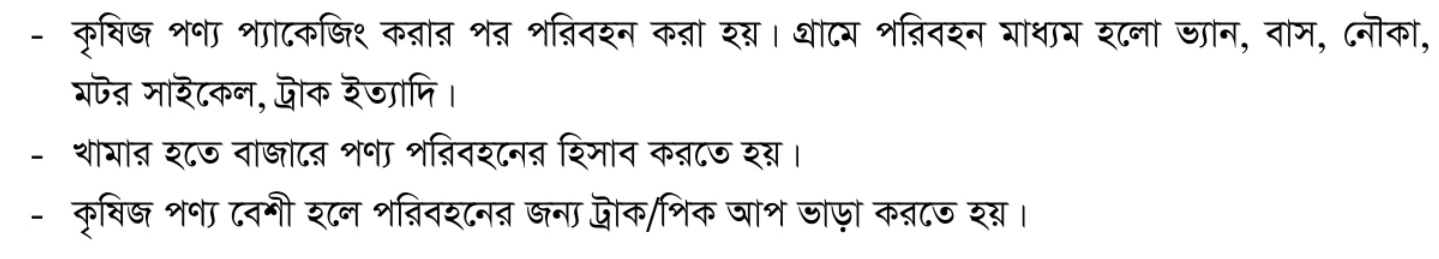 - কৃষিজ পণ্য প্যাকেজিং করার পর পরিবহন করা হয়। গ্রামে পরিবহন মাধ্যম হলো ভ্যান, বাস, নৌকা,
মটর সাইকেল, ট্রাক ইত্যাদি।
- খামার হতে বাজারে পণ্য পরিবহনের হিসাব করতে হয়।
- কৃষিজ পণ্য বেশী হলে পরিবহনের জন্য ট্রাক/পিক আপ ভাড়া করতে হয়।